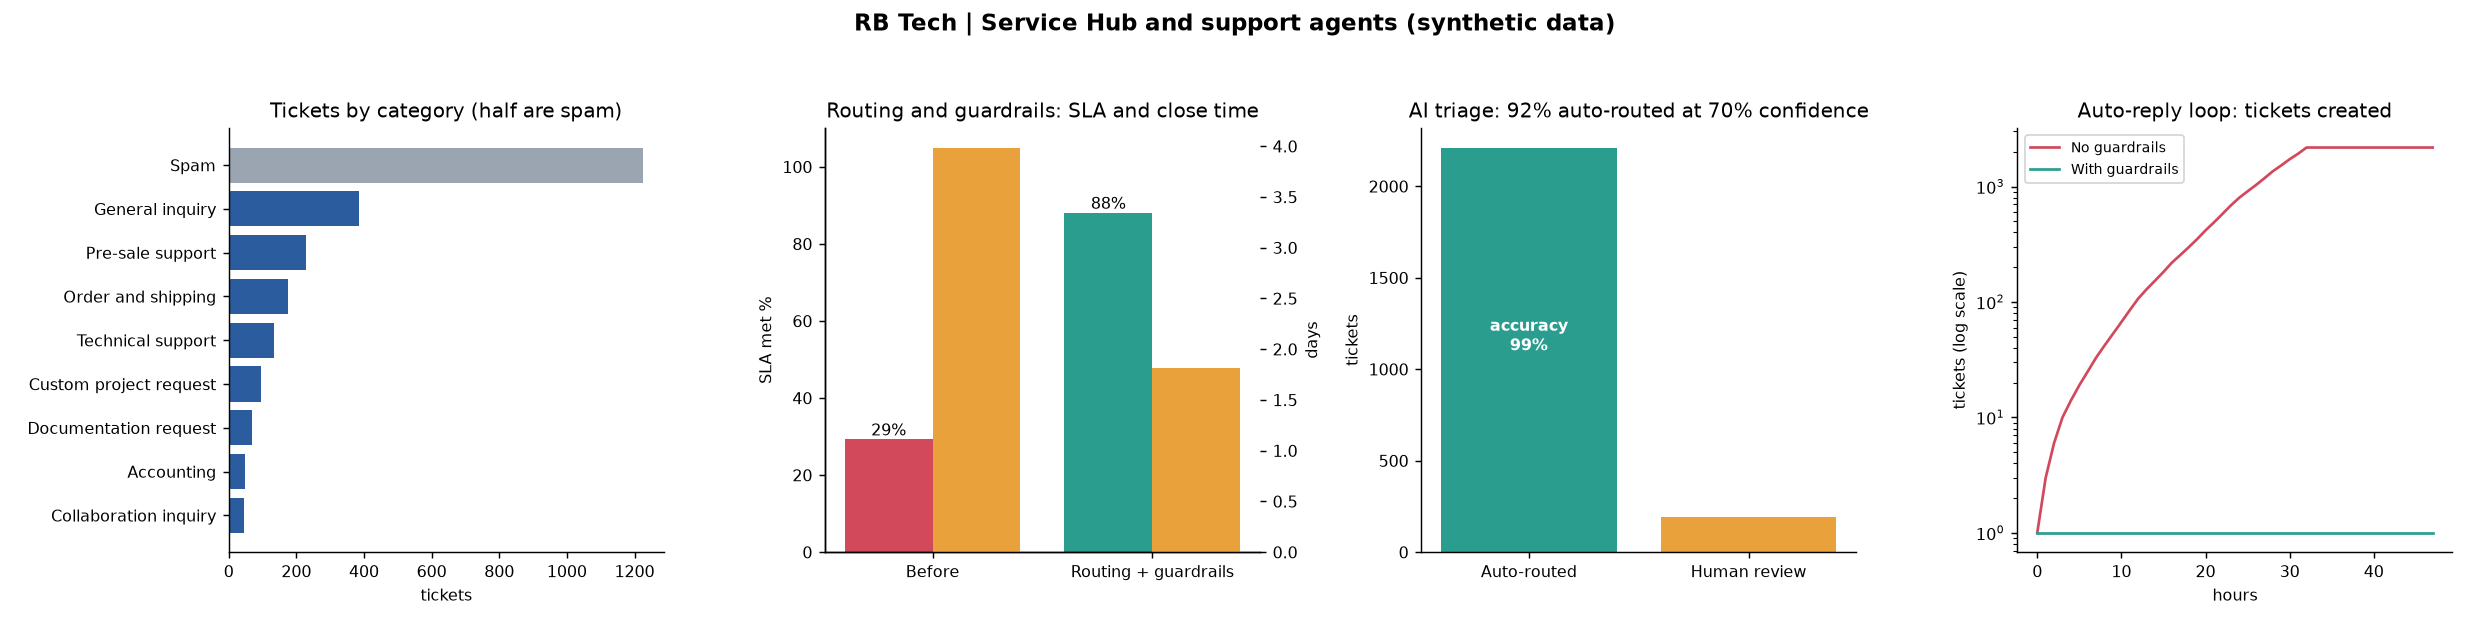 RB Tech | Service Hub and support agents (synthetic data)
Tickets by category (half are spam)
Spam
General inquiry
Pre-sale support
Order and shipping
Technical support
Custom project request
Documentation request
Accounting
Collaboration inquiry
0 200 400 600 800 1000 1200
tickets
Routing and guardrails: SLA and close time
SLA met %
100
80
60
40
20
0
29%
88%
4.0
3.5
3.0
2.5
2.0
1.5
1.0
0.5
0.0
days
Before Routing + guardrails
AI triage: 92% auto-routed at 70% confidence
tickets
2000
1500
1000
500
0
accuracy
99%
Auto-routed Human review
Auto-reply loop: tickets created
No guardrails
With guardrails
tickets (log scale)
10³
10²
10¹
10⁰
0 10 20 30 40
hours